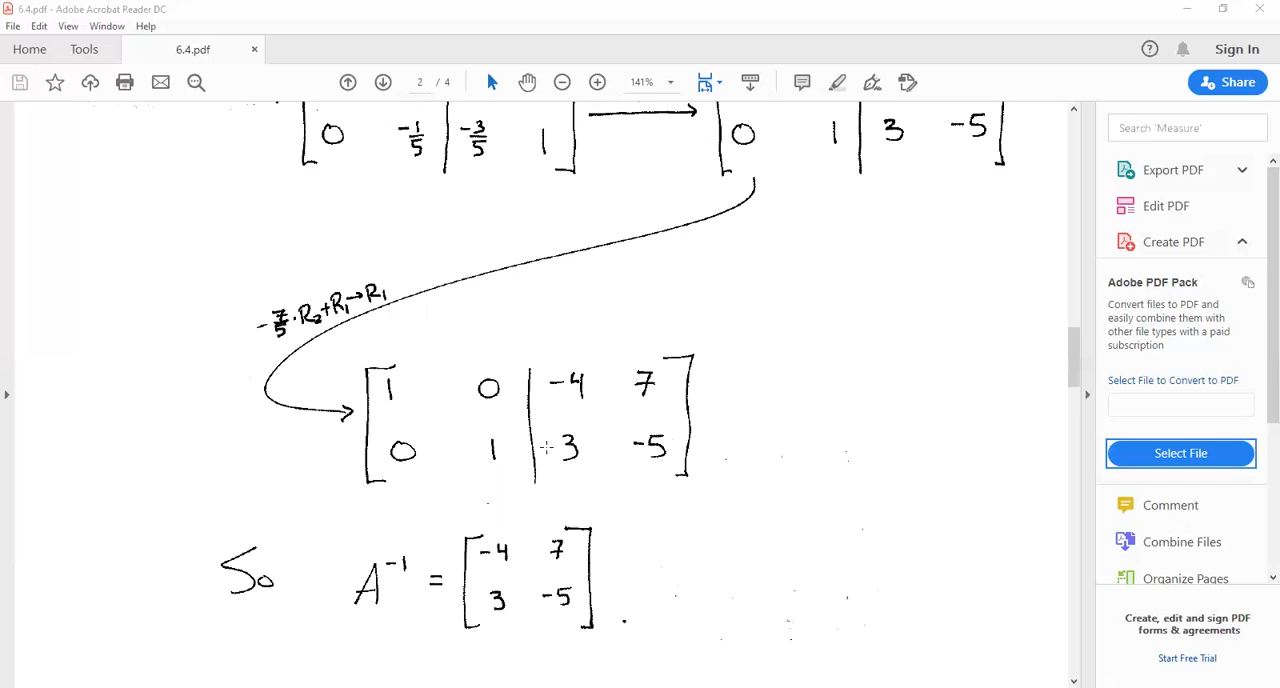 6.4.pdf - Adobe Acrobat Reader DC
File Edit View Window Help
Home Tools 6.4.pdf × Sign In
2 / 4 141% Share
0 -1/5 | -3/5 1
0 1 | 3 -5
-7/5 · R₂ + R₁ → R₁
1 0 | -4 7
0 1 | 3 -5
So A⁻¹ = [-4 7
3 -5].
Search 'Measure'
Export PDF
Edit PDF
Create PDF
Adobe PDF Pack
Convert files to PDF and
easily combine them with
other file types with a paid
subscription
Select File to Convert to PDF
Select File
Comment
Combine Files
Organize Pages
Create, edit and sign PDF
forms & agreements
Start Free Trial